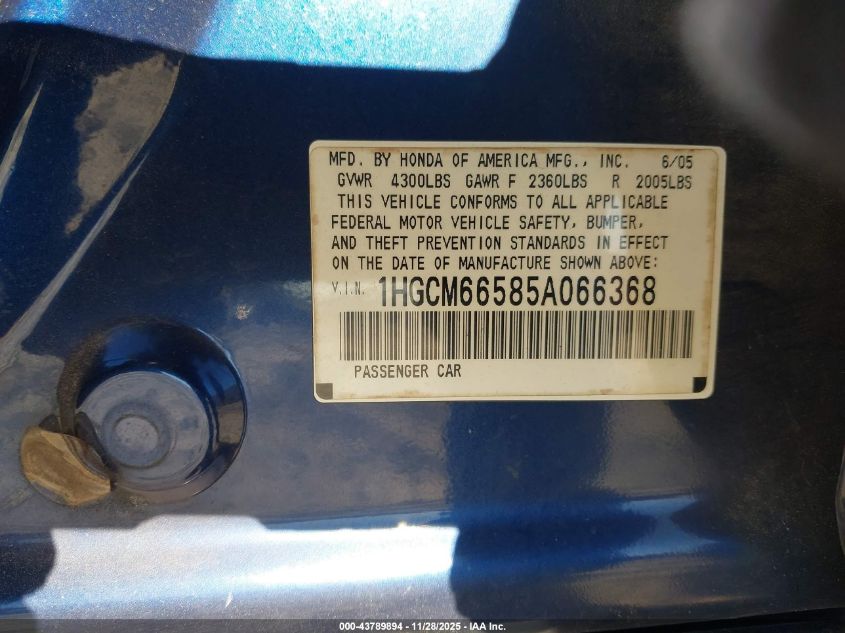 MFD. BY HONDA OF AMERICA MFG., INC. 6/05
GVWR 4300LBS GAWR F 2360LBS R 2005LBS
THIS VEHICLE CONFORMS TO ALL APPLICABLE
FEDERAL MOTOR VEHICLE SAFETY, BUMPER,
AND THEFT PREVENTION STANDARDS IN EFFECT
ON THE DATE OF MANUFACTURE SHOWN ABOVE:
V.I.N. 1HGCM66585A066368
PASSENGER CAR
000-43789894 — 11/28/2025 — IAA Inc.